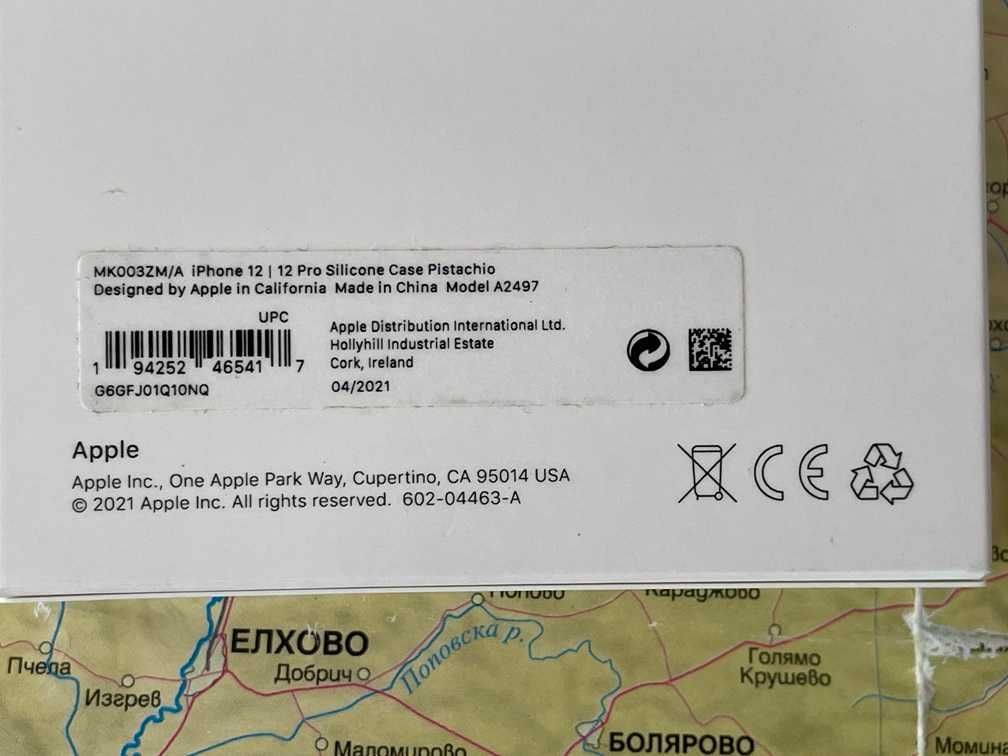 MK003ZM/A iPhone 12 | 12 Pro Silicone Case Pistachio
Designed by Apple in California Made in China Model A2497
UPC
1 94252 46541 7
G6GFJ01Q10NQ
Apple Distribution International Ltd.
Hollyhill Industrial Estate
Cork, Ireland
04/2021
Apple
Apple Inc., One Apple Park Way, Cupertino, CA 95014 USA
© 2021 Apple Inc. All rights reserved. 602-04463-A
CE
Попово
Караджово
ЕЛХОВО
Поповска р.
Пчела
Добрич
Голямо
Крушево
Изгрев
Маломирово
БОЛЯРОВО
Момина